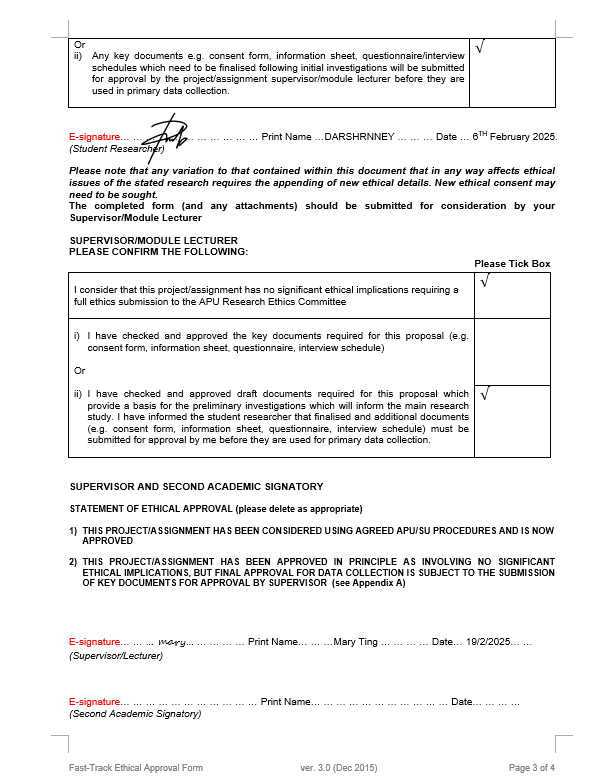 Or
ii) Any key documents e.g. consent form, information sheet, questionnaire/interview
schedules which need to be finalised following initial investigations will be submitted
for approval by the project/assignment supervisor/module lecturer before they are
used in primary data collection.
√
E-signature… … … … … … … Print Name …DARSHRNNEY … … … Date … 6TH February 2025.
(Student Researcher)
Please note that any variation to that contained within this document that in any way affects ethical
issues of the stated research requires the appending of new ethical details. New ethical consent may
need to be sought.
The completed form (and any attachments) should be submitted for consideration by your
Supervisor/Module Lecturer
SUPERVISOR/MODULE LECTURER
PLEASE CONFIRM THE FOLLOWING:
Please Tick Box
I consider that this project/assignment has no significant ethical implications requiring a
full ethics submission to the APU Research Ethics Committee
√
i) I have checked and approved the key documents required for this proposal (e.g.
consent form, information sheet, questionnaire, interview schedule)
Or
ii) I have checked and approved draft documents required for this proposal which
provide a basis for the preliminary investigations which will inform the main research
study. I have informed the student researcher that finalised and additional documents
(e.g. consent form, information sheet, questionnaire, interview schedule) must be
submitted for approval by me before they are used for primary data collection.
√
SUPERVISOR AND SECOND ACADEMIC SIGNATORY
STATEMENT OF ETHICAL APPROVAL (please delete as appropriate)
1) THIS PROJECT/ASSIGNMENT HAS BEEN CONSIDERED USING AGREED APU/SU PROCEDURES AND IS NOW
APPROVED
2) THIS PROJECT/ASSIGNMENT HAS BEEN APPROVED IN PRINCIPLE AS INVOLVING NO SIGNIFICANT
ETHICAL IMPLICATIONS, BUT FINAL APPROVAL FOR DATA COLLECTION IS SUBJECT TO THE SUBMISSION
OF KEY DOCUMENTS FOR APPROVAL BY SUPERVISOR (see Appendix A)
E-signature… … … mary… … … … … Print Name… …Mary Ting … … … Date… 19/2/2025… …
(Supervisor/Lecturer)
E-signature… … … … … … … … … Print Name… … … … … … … … … Date… … …
(Second Academic Signatory)
Fast-Track Ethical Approval Form ver. 3.0 (Dec 2015) Page 3 of 4